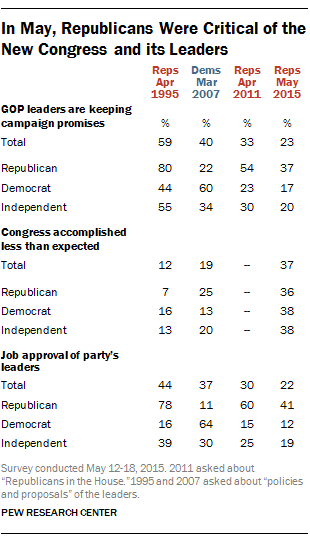 In May, Republicans Were Critical of the
New Congress and its Leaders
Reps Dems Reps Reps
Apr Mar Apr May
1995 2007 2011 2015
GOP leaders are keeping
campaign promises % % % %
Total 59 40 33 23
Republican 80 22 54 37
Democrat 44 60 23 17
Independent 55 34 30 20
Congress accomplished
less than expected
Total 12 19 -- 37
Republican 7 25 -- 36
Democrat 16 13 -- 38
Independent 13 20 -- 38
Job approval of party's
leaders
Total 44 37 30 22
Republican 78 11 60 41
Democrat 16 64 15 12
Independent 39 30 25 19
Survey conducted May 12-18, 2015. 2011 asked about
“Republicans in the House.”1995 and 2007 asked about “policies
and proposals” of the leaders.
PEW RESEARCH CENTER